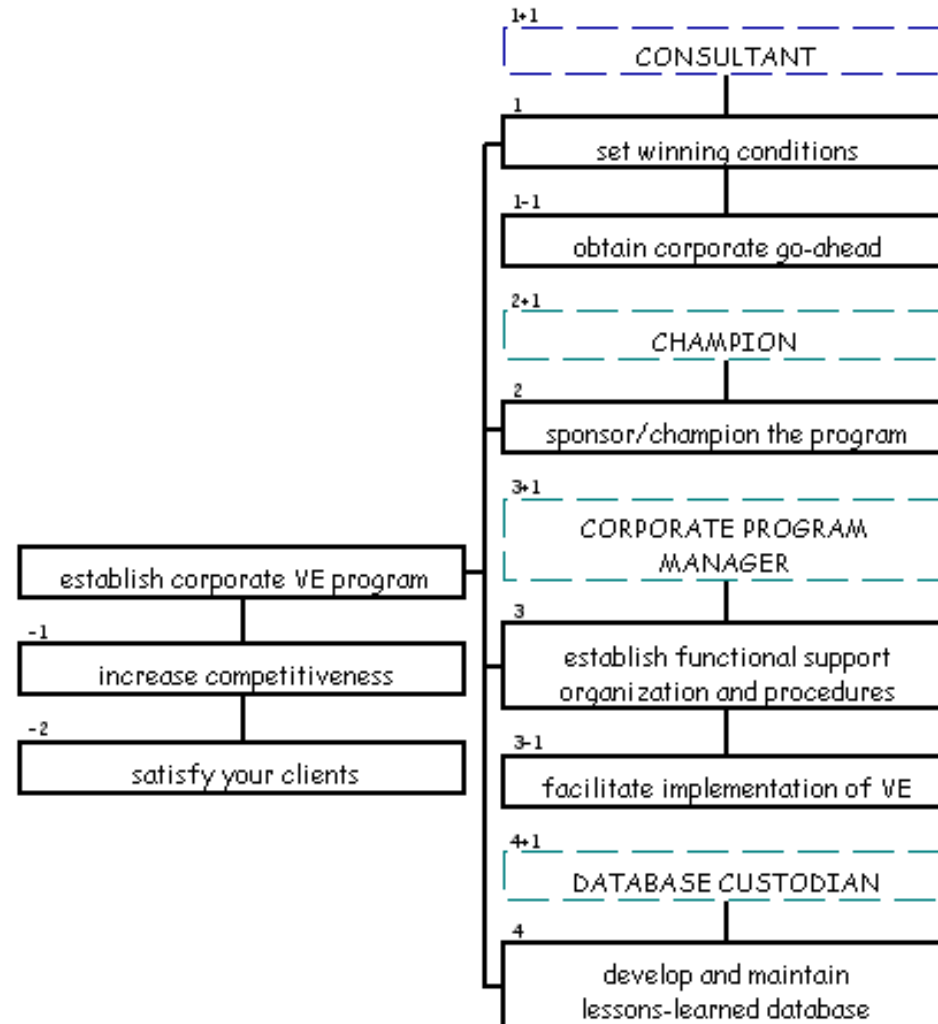 1+1
CONSULTANT
1
set winning conditions
1-1
obtain corporate go-ahead
2+1
CHAMPION
2
sponsor/champion the program
3+1
CORPORATE PROGRAM
MANAGER
establish corporate VE program
3
-1
establish functional support
increase competitiveness
organization and procedures
-2
3-1
satisfy your clients
facilitate implementation of VE
4+1
DATABASE CUSTODIAN
4
develop and maintain
lessons-learned database